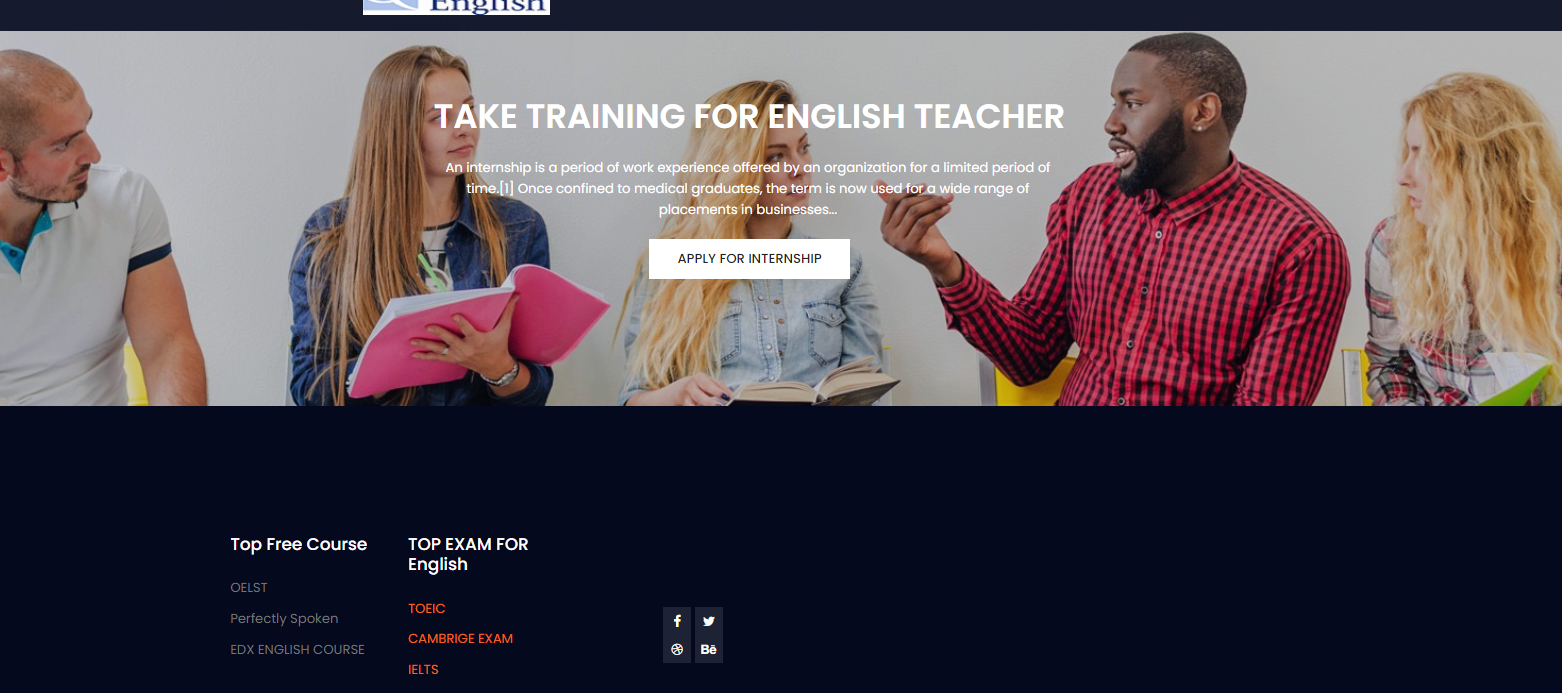 English
TAKE TRAINING FOR ENGLISH TEACHER
An internship is a period of work experience offered by an organization for a limited period of
time.[1] Once confined to medical graduates, the term is now used for a wide range of
placements in businesses...
APPLY FOR INTERNSHIP
Top Free Course
OELST
Perfectly Spoken
EDX ENGLISH COURSE
TOP EXAM FOR
English
TOEIC
CAMBRIGE EXAM
IELTS
Bē